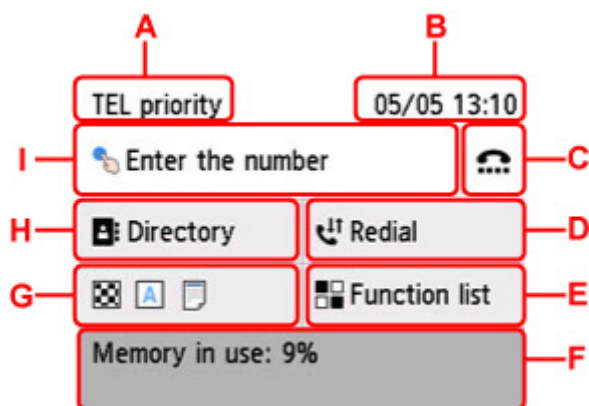 A
B
TEL priority
05/05 13:10
I
Enter the number
C
H
Directory
Redial
D
G
A
Function list
E
Memory in use: 9%
F